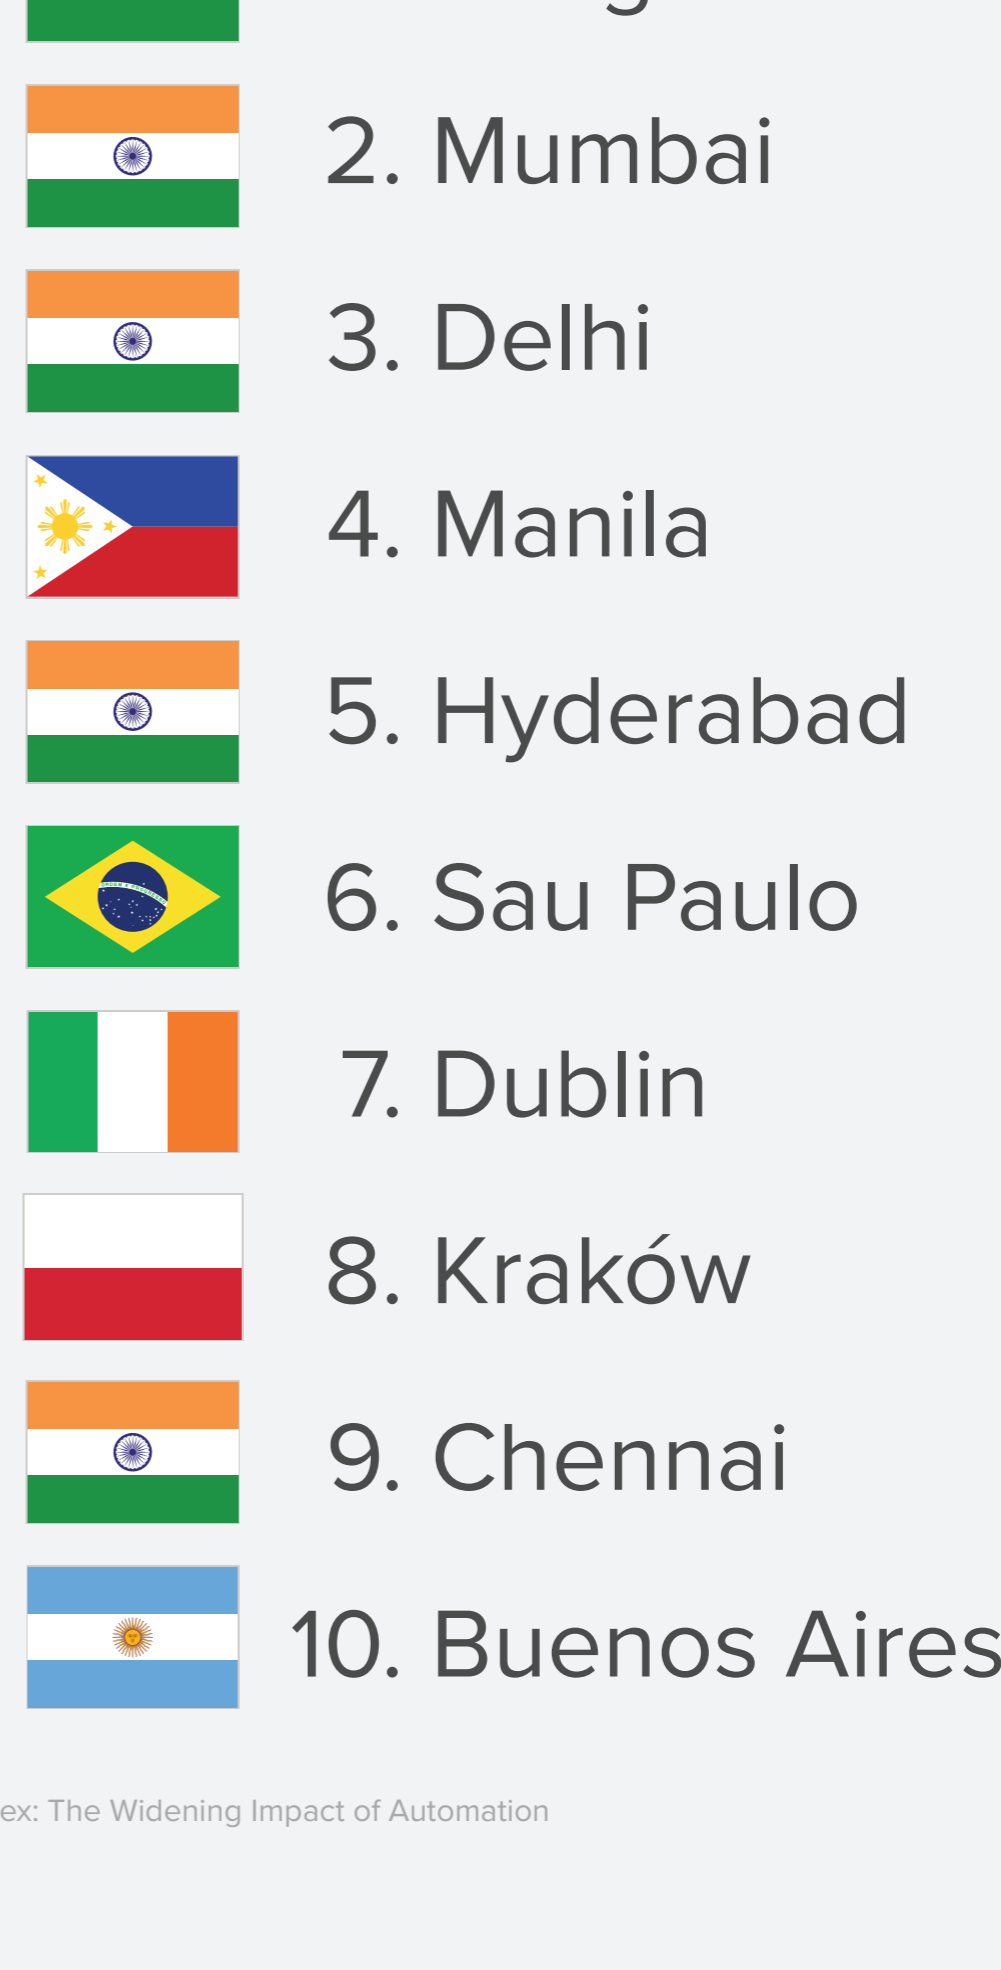 2. Mumbai
3. Delhi
4. Manila
5. Hyderabad
6. Sau Paulo
7. Dublin
8. Kraków
9. Chennai
10. Buenos Aires
ex: The Widening Impact of Automation